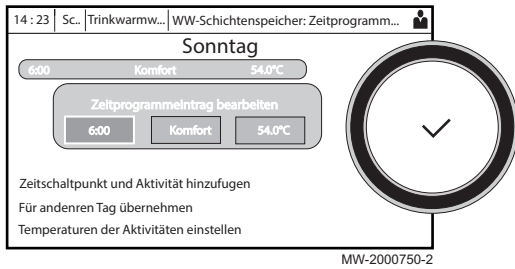 14 : 23 Sc.. Trinkwarmw... WW-Schichtenspeicher: Zeitprogramm...
Sonntag
6:00 Komfort 54.0°C
Zeitprogrammeintrag bearbeiten
6:00 Komfort 54.0°C
Zeitschaltpunkt und Aktivität hinzufugen
Für andenren Tag übernehmen
Temperaturen der Aktivitäten einstellen
MW-2000750-2